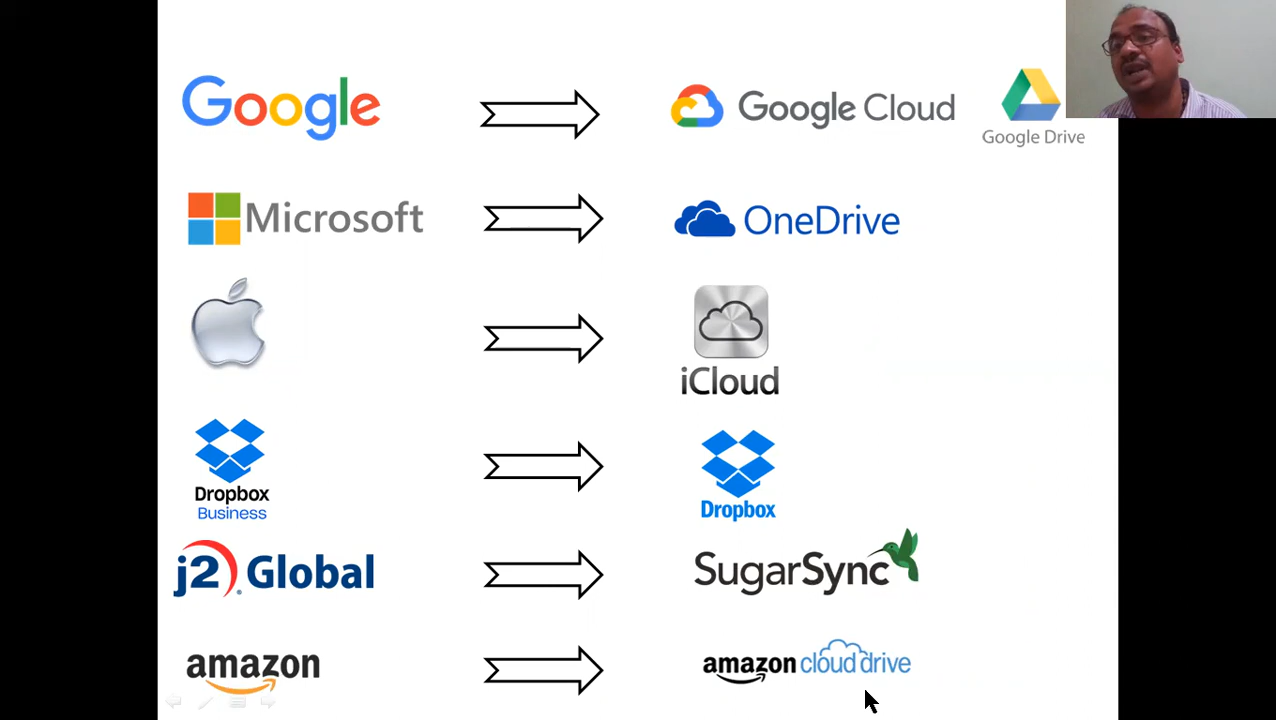 Google
Google Cloud
Google Drive
Microsoft
OneDrive
iCloud
Dropbox
Business
Dropbox
j2 Global
SugarSync
amazon
amazon cloud drive